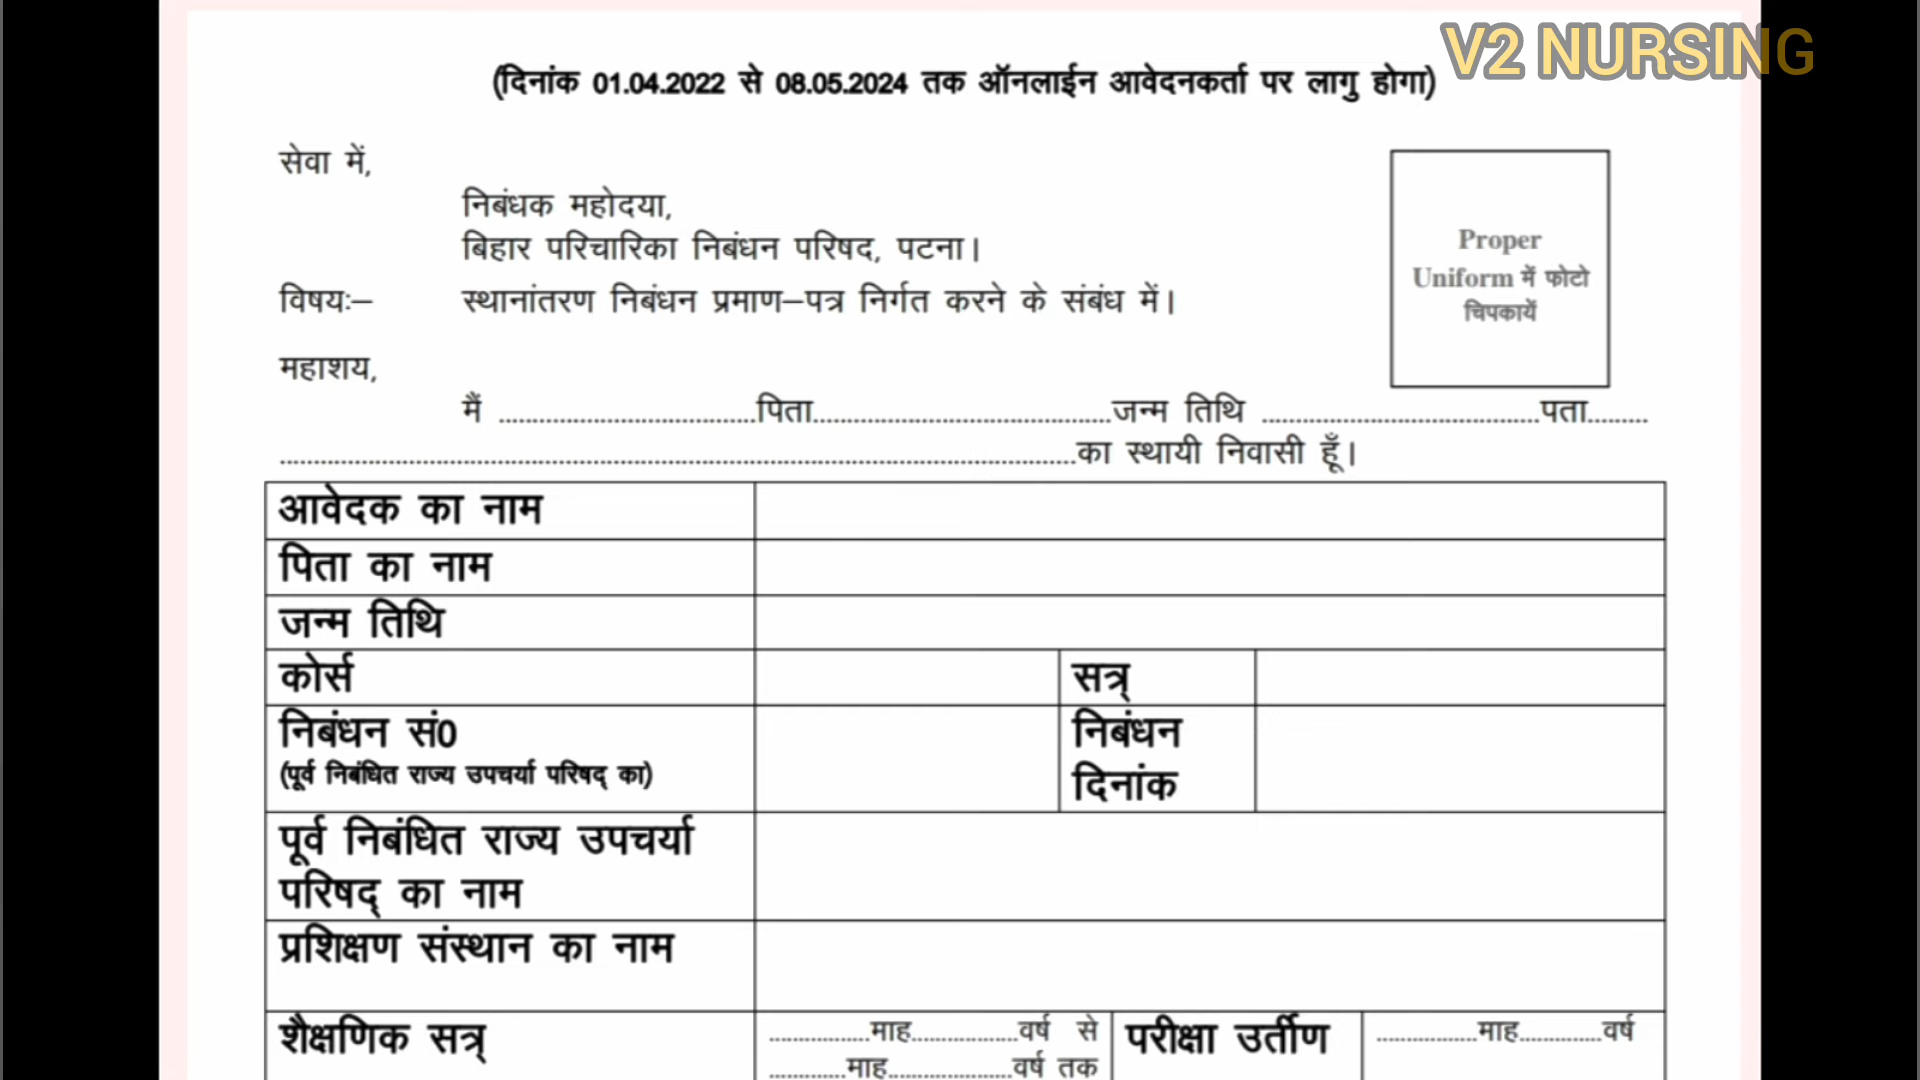 V2 NURSING
(दिनांक 01.04.2022 से 08.05.2024 तक ऑनलाईन आवेदनकर्ता पर लागु होगा)
सेवा में,
निबंधक महोदया,
बिहार परिचारिका निबंधन परिषद, पटना।
विषयः– स्थानांतरण निबंधन प्रमाण–पत्र निर्गत करने के संबंध में।
Proper
Uniform में फोटो
चिपकायें
महाशय,
मैं ...............................पिता....................................जन्म तिथि .................................पता........
................................................................................................का स्थायी निवासी हूँ।
आवेदक का नाम
पिता का नाम
जन्म तिथि
कोर्स सत्र्
निबंधन सं0 निबंधन
(पूर्व निबंधित राज्य उपचर्या परिषद् का) दिनांक
पूर्व निबंधित राज्य उपचर्या
परिषद् का नाम
प्रशिक्षण संस्थान का नाम
शैक्षणिक सत्र् .................माह..................वर्ष से परीक्षा उर्तीण .................माह..............वर्ष
.............माह.....................वर्ष तक